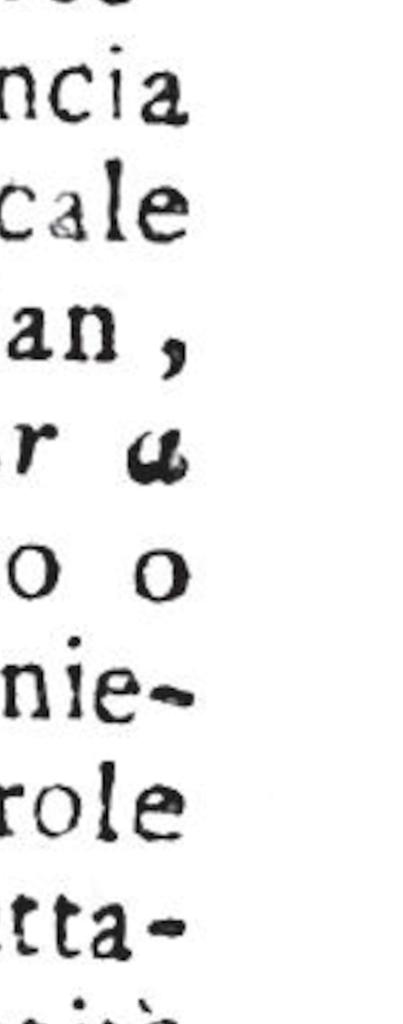 ncia
cale
an ,
r a
o o
nie-
role
tta-